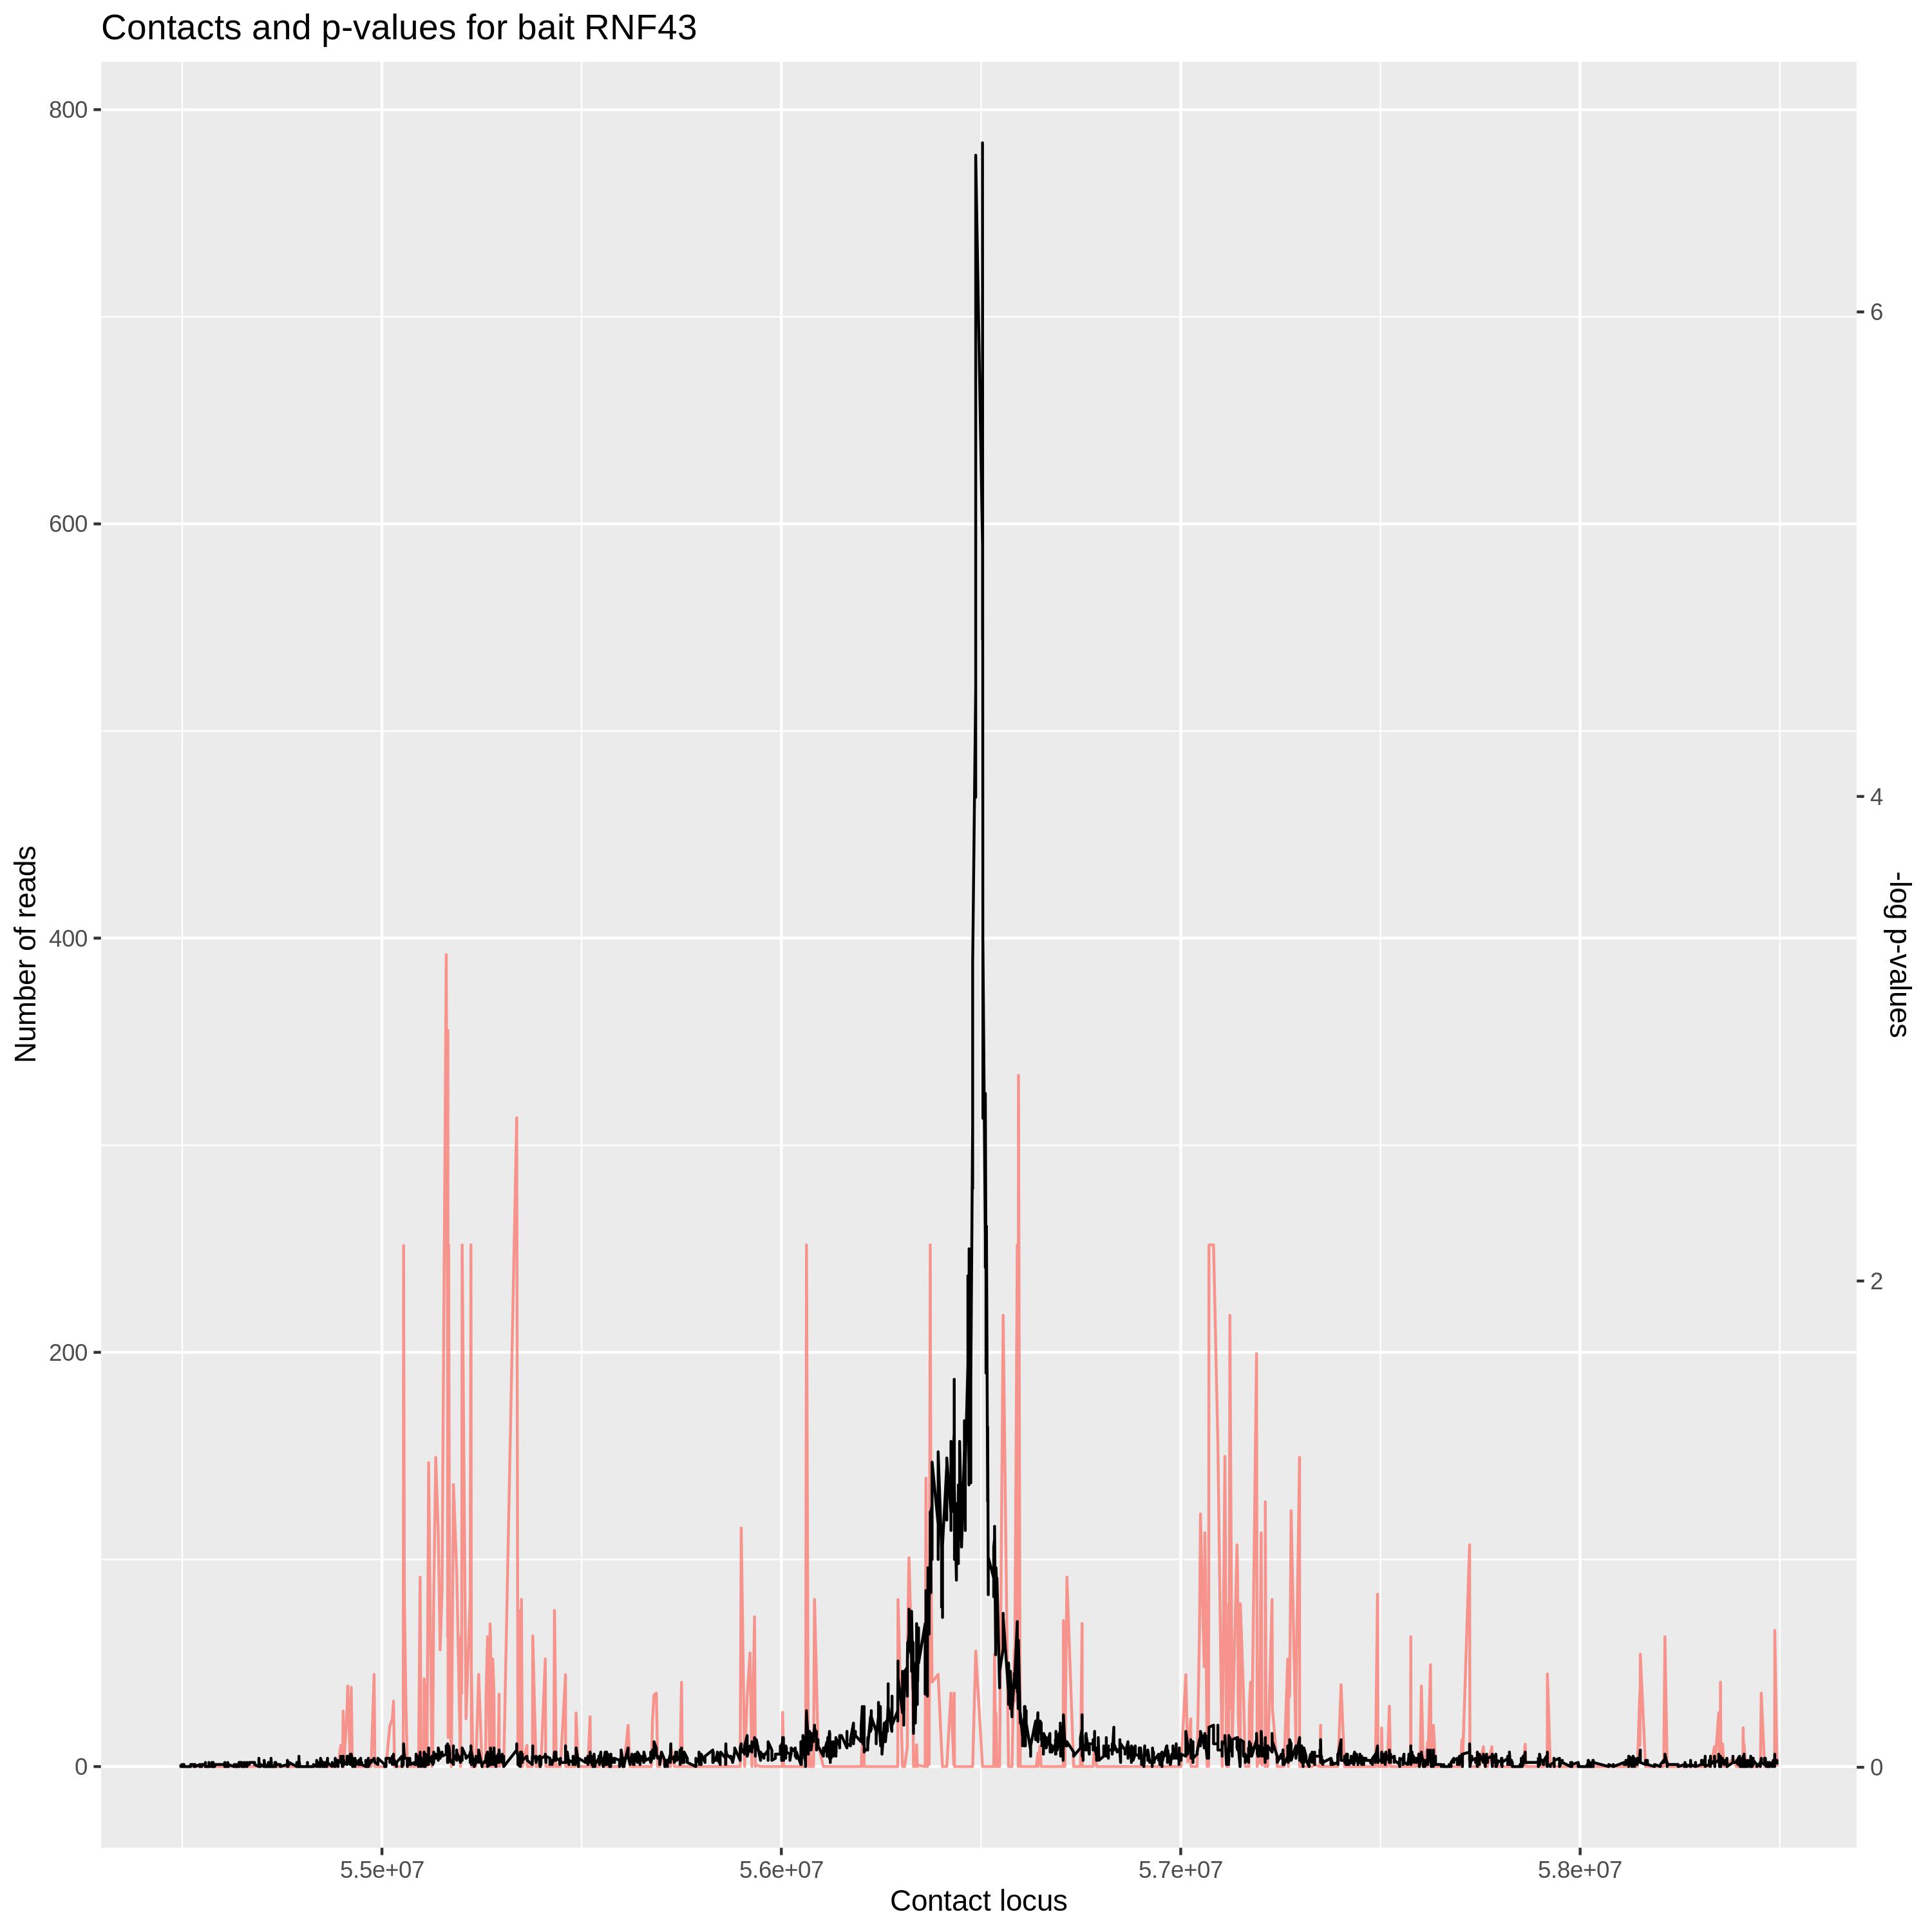 Contacts and p-values for bait RNF43
800
600
400
200
0
Number of reads
6
4
2
0
-log p-values
5.5e+07
5.6e+07
5.7e+07
5.8e+07
Contact locus